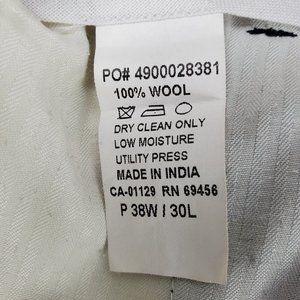 PO# 4900028381
100% WOOL
DRY CLEAN ONLY
LOW MOISTURE
UTILITY PRESS
MADE IN INDIA
CA-01129 RN 69456
P 38W / 30L